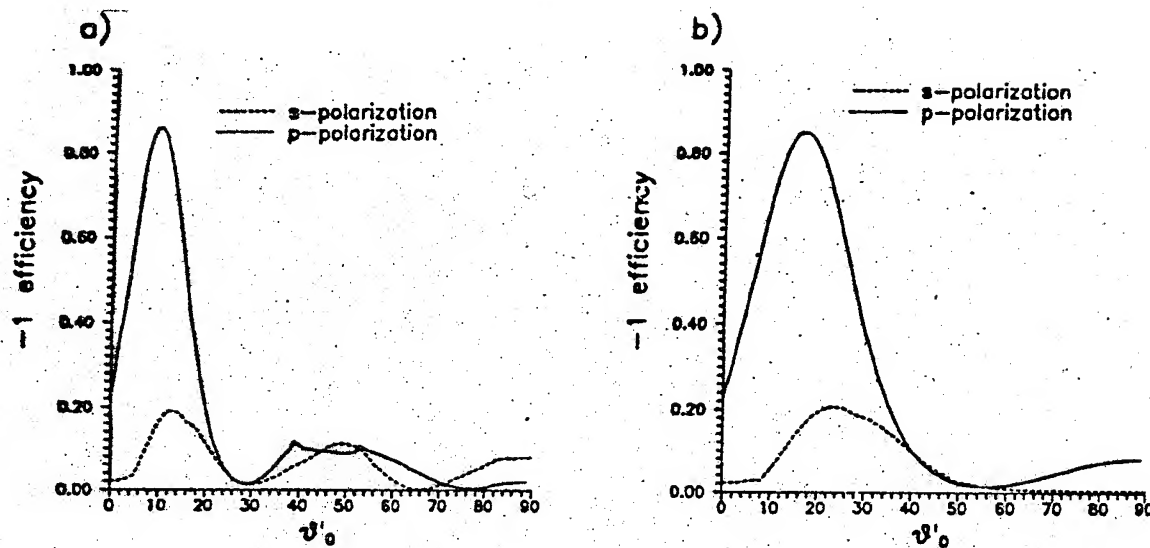 a)
1.00
0.80
0.60
0.40
0.20
0.00
-1 efficiency
s-polarization
p-polarization
0 10 20 30 40 50 60 70 80 90
ϑ'₀
b)
1.00
0.80
0.60
0.40
0.20
0.00
-1 efficiency
s-polarization
p-polarization
0 10 20 30 40 50 60 70 80 90
ϑ'₀